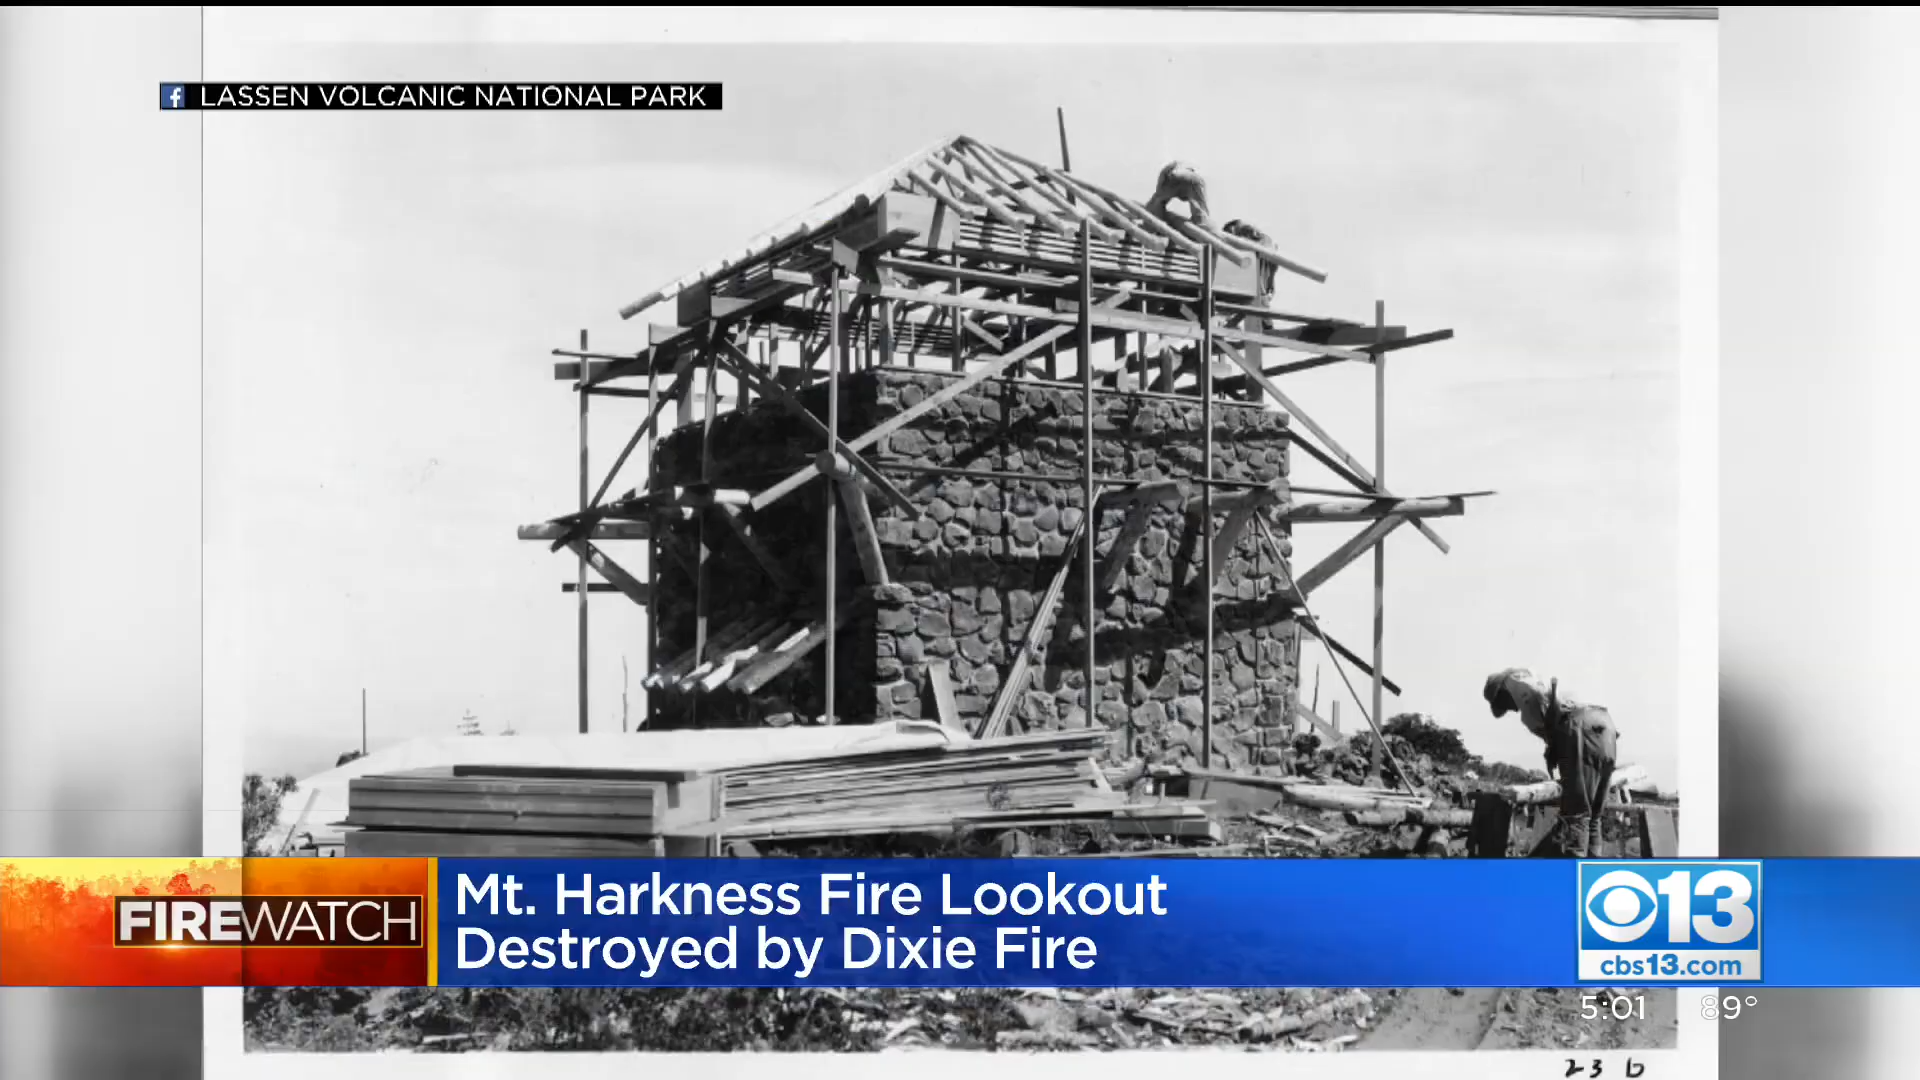 LASSEN VOLCANIC NATIONAL PARK
FIREWATCH
Mt. Harkness Fire Lookout
Destroyed by Dixie Fire
13
cbs13.com
5:01 89°
23 b